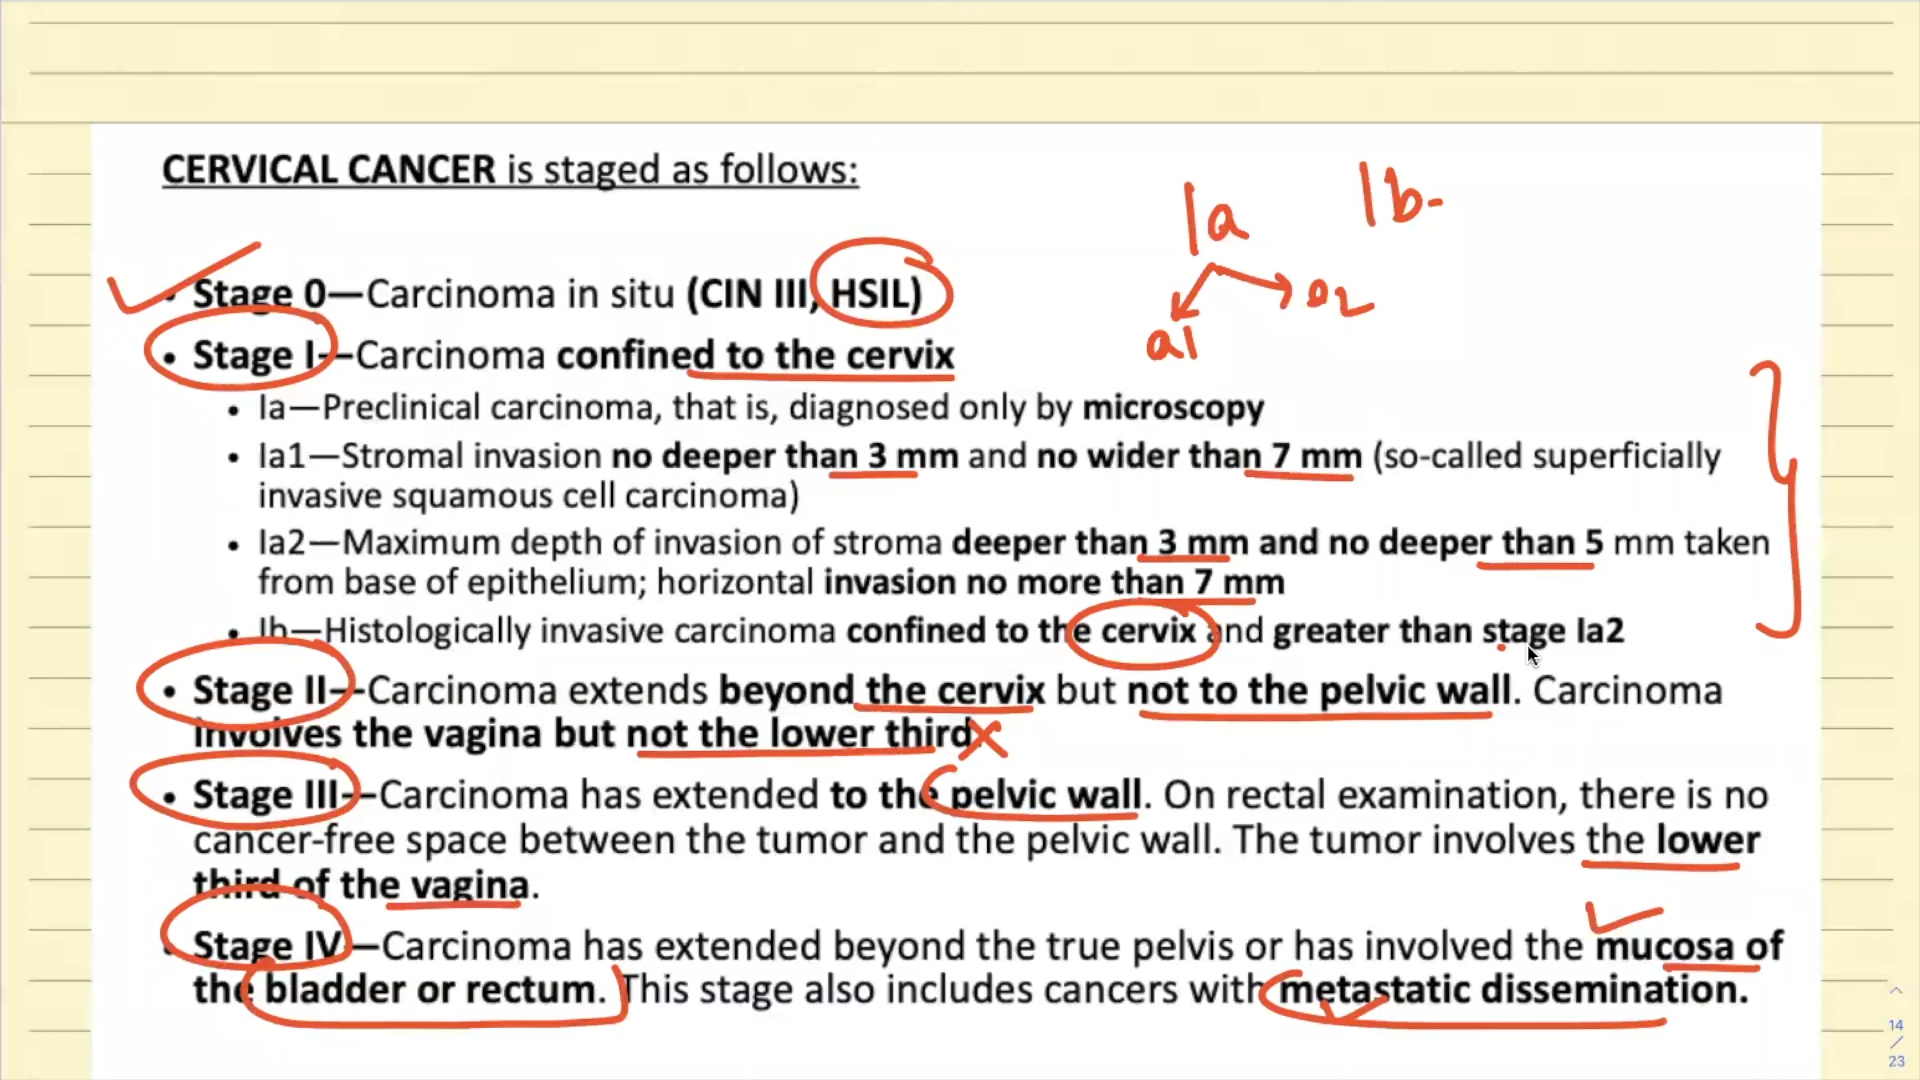 CERVICAL CANCER is staged as follows:
Ia
Ib-
a1
a2
• Stage 0—Carcinoma in situ (CIN III, HSIL)
• Stage I—Carcinoma confined to the cervix
• Ia—Preclinical carcinoma, that is, diagnosed only by microscopy
• Ia1—Stromal invasion no deeper than 3 mm and no wider than 7 mm (so-called superficially
invasive squamous cell carcinoma)
• Ia2—Maximum depth of invasion of stroma deeper than 3 mm and no deeper than 5 mm taken
from base of epithelium; horizontal invasion no more than 7 mm
• Ib—Histologically invasive carcinoma confined to the cervix and greater than stage Ia2
• Stage II—Carcinoma extends beyond the cervix but not to the pelvic wall. Carcinoma
involves the vagina but not the lower third.
• Stage III—Carcinoma has extended to the pelvic wall. On rectal examination, there is no
cancer-free space between the tumor and the pelvic wall. The tumor involves the lower
third of the vagina.
• Stage IV—Carcinoma has extended beyond the true pelvis or has involved the mucosa of
the bladder or rectum. This stage also includes cancers with metastatic dissemination.
14
/
23